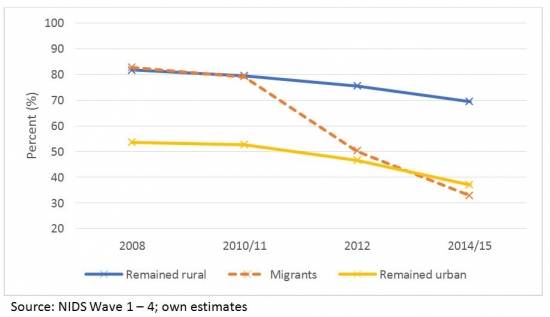 100
90
80
70
60
50
40
30
20
Percent (%)
2008 2010/11 2012 2014/15
Remained rural Migrants Remained urban
Source: NIDS Wave 1 – 4; own estimates